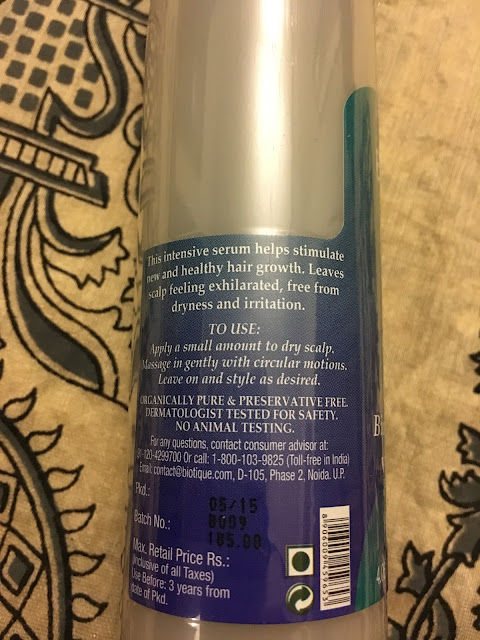 This intensive serum helps stimulate
new and healthy hair growth. Leaves
scalp feeling exhilarated, free from
dryness and irritation.
TO USE:
Apply a small amount to dry scalp.
Massage in gently with circular motions.
Leave on and style as desired.
ORGANICALLY PURE & PRESERVATIVE FREE.
DERMATOLOGIST TESTED FOR SAFETY.
NO ANIMAL TESTING.
For any questions, contact consumer advisor at:
91-120-4299700 Or call: 1-800-103-9825 (Toll-free in India)
Email: contact@biotique.com, D-105, Phase 2, Noida. U.P.
Pkd.: 05/15
Batch No.: B009
185.00
Max. Retail Price Rs.:
(inclusive of all Taxes)
Use Before: 3 years from
date of Pkd.